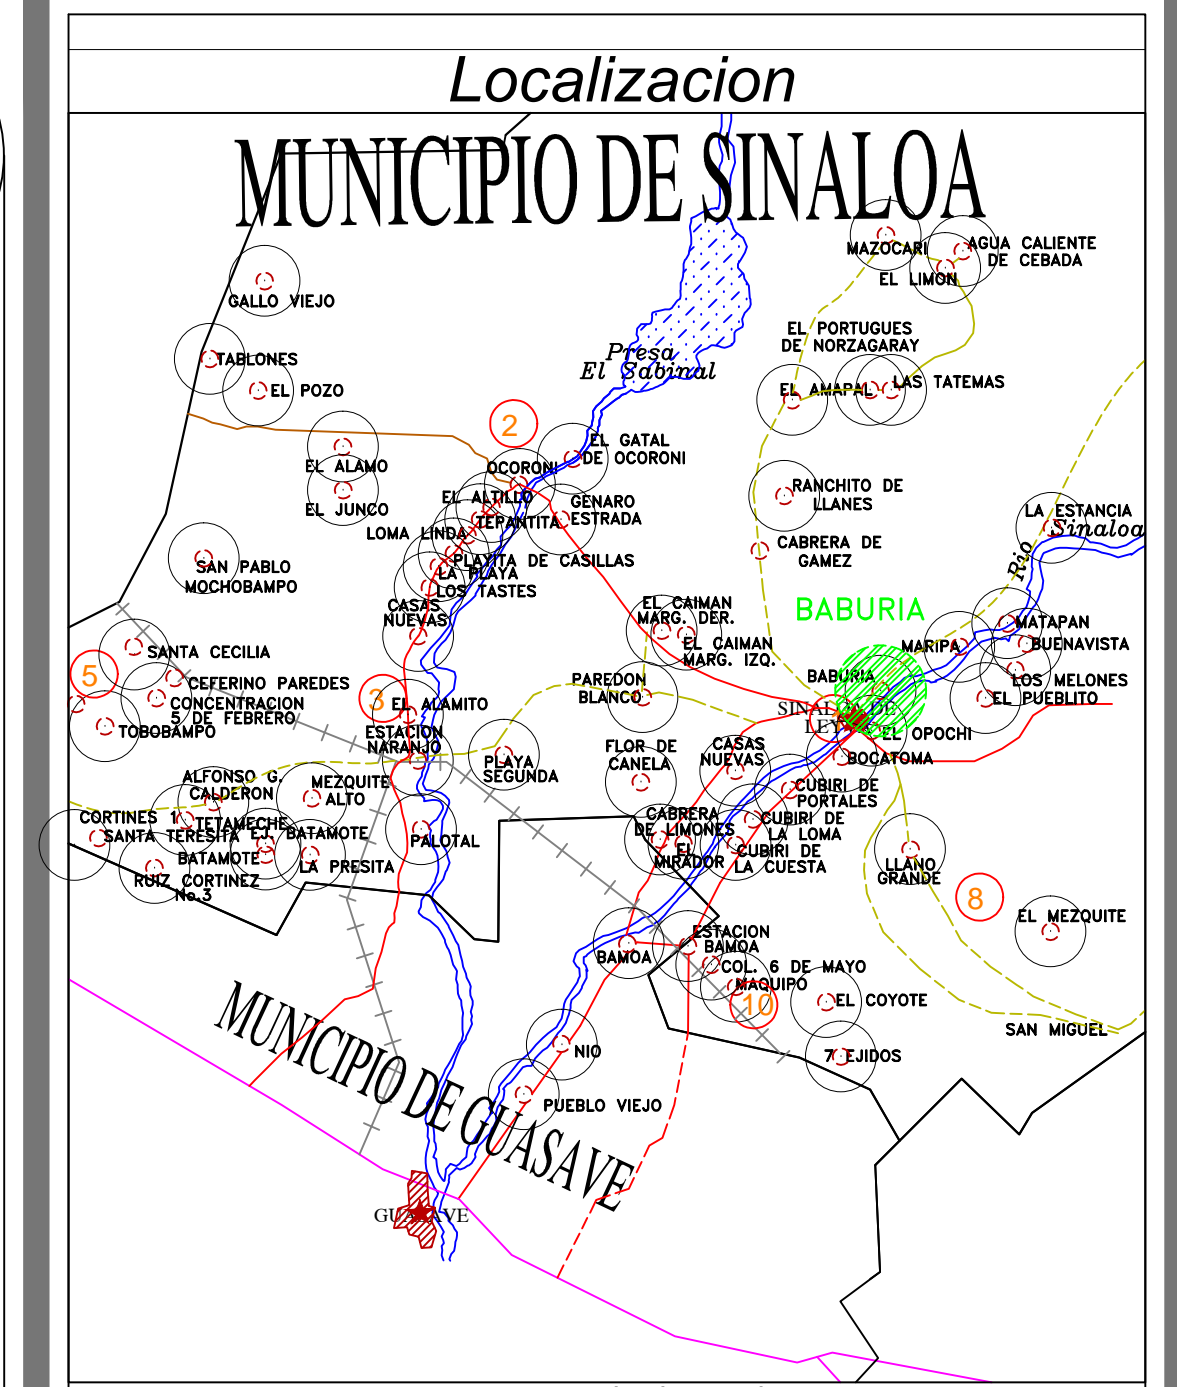 Localizacion
MUNICIPIO DE SINALOA
MAZOCARI
AGUA CALIENTE
DE CEBADA
EL LIMON
GALLO VIEJO
EL PORTUGUES
DE NORZAGARAY
Presa
El Sabinal
TABLONES
EL POZO
EL AMAPAL
LAS TATEMAS
2
EL GATAL
DE OCORONI
OCORONI
EL ALAMO
EL JUNCO
EL ALTILLO
GENARO
ESTRADA
TEPANTITA
LOMA LINDA
RANCHITO DE
LLANES
LA ESTANCIA
Rio
Sinaloa
CABRERA DE
GAMEZ
SAN PABLO
MOCHOBAMPO
PLAYITA DE CASILLAS
LA PLAYA
LOS TASTES
CASAS
NUEVAS
EL CAIMAN
MARG. DER.
EL CAIMAN
MARG. IZQ.
BABURIA
MATAPAN
MARIPA
BUENAVISTA
LOS MELONES
EL PUEBLITO
SANTA CECILIA
5
CEFERINO PAREDES
CONCENTRACION
5 DE FEBRERO
TOBOBAMPO
3
EL ALAMITO
ESTACION
NARANJO
PAREDON
BLANCO
BABURIA
SINALOA DE
LEYVA
EL OPOCHI
BOCATOMA
PLAYA
SEGUNDA
FLOR DE
CANELA
CASAS
NUEVAS
ALFONSO G.
CALDERON
MEZQUITE
ALTO
CUBIRI DE
PORTALES
CORTINES 1
TETAMECHE
SANTA TERESITA
EL BATAMOTE
BATAMOTE
LA PRESITA
RUIZ CORTINEZ
No.3
PALOTAL
CABRERA
DE LIMONES
EL
MIRADOR
CUBIRI DE
LA LOMA
CUBIRI DE
LA CUESTA
LLANO
GRANDE
8
EL MEZQUITE
ESTACION
BAMOA
BAMOA
COL. 6 DE MAYO
MAQUIPO
10
EL COYOTE
SAN MIGUEL
7 EJIDOS
NIO
PUEBLO VIEJO
MUNICIPIO DE GUASAVE
GUASAVE